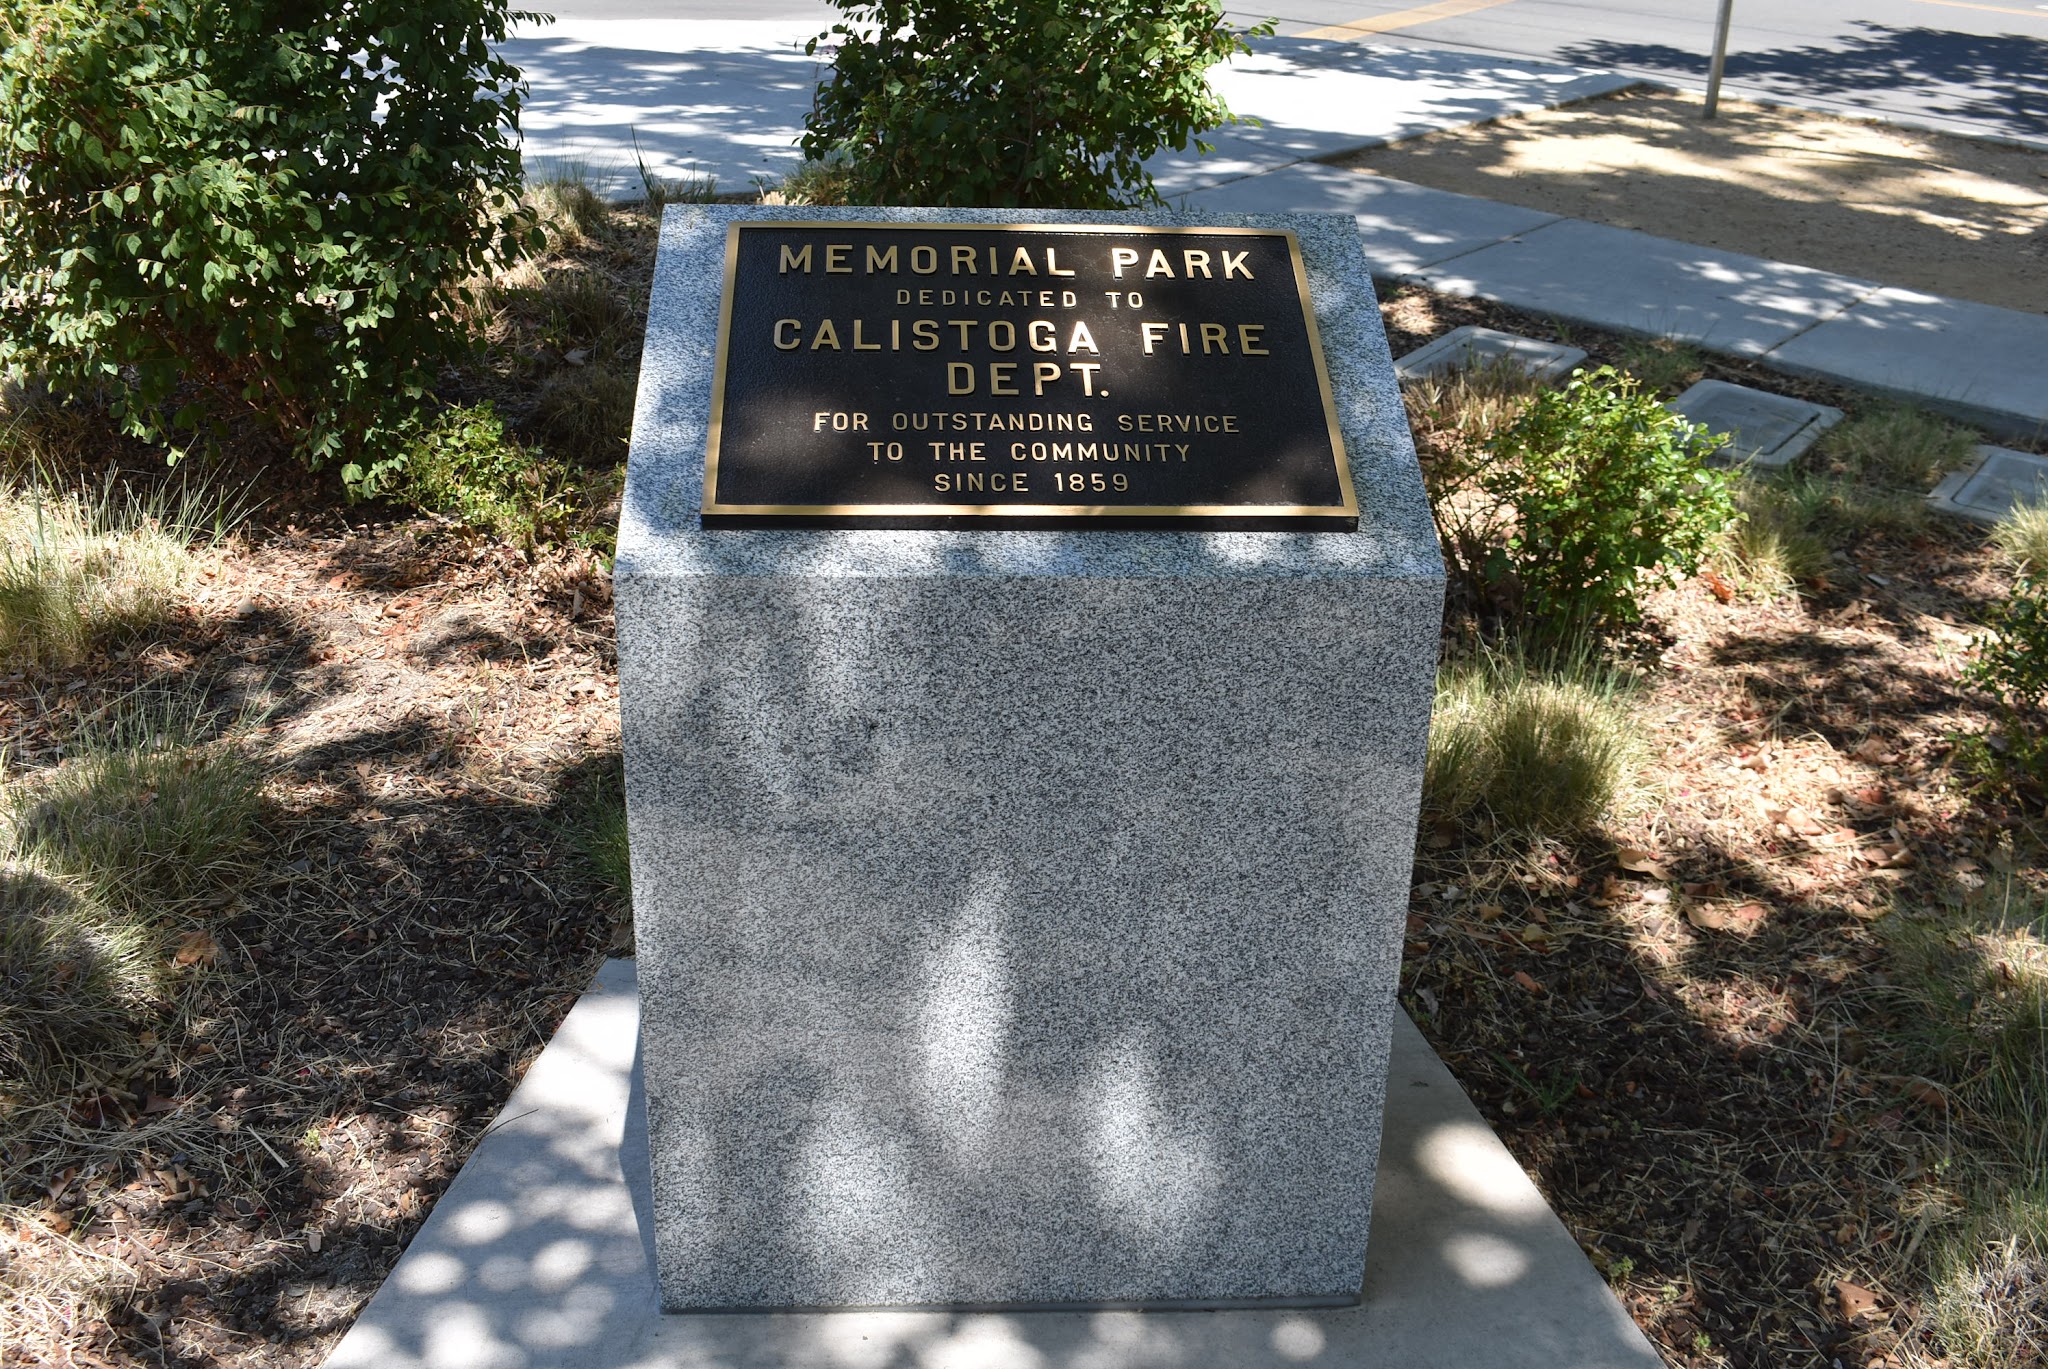 MEMORIAL PARK
DEDICATED TO
CALISTOGA FIRE
DEPT.
FOR OUTSTANDING SERVICE
TO THE COMMUNITY
SINCE 1859